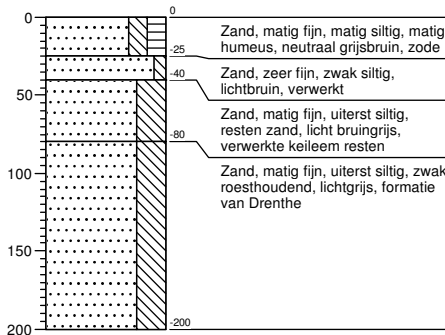 0
0
Zand, matig fijn, matig siltig, matig
humeus, neutraal grijsbruin, zode
-25
Zand, zeer fijn, zwak siltig,
lichtbruin, verwerkt
-40
50
Zand, matig fijn, uiterst siltig,
resten zand, licht bruingrijs,
verwerkte keileem resten
-80
Zand, matig fijn, uiterst siltig, zwak
roesthoudend, lichtgrijs, formatie
van Drenthe
100
150
200
-200